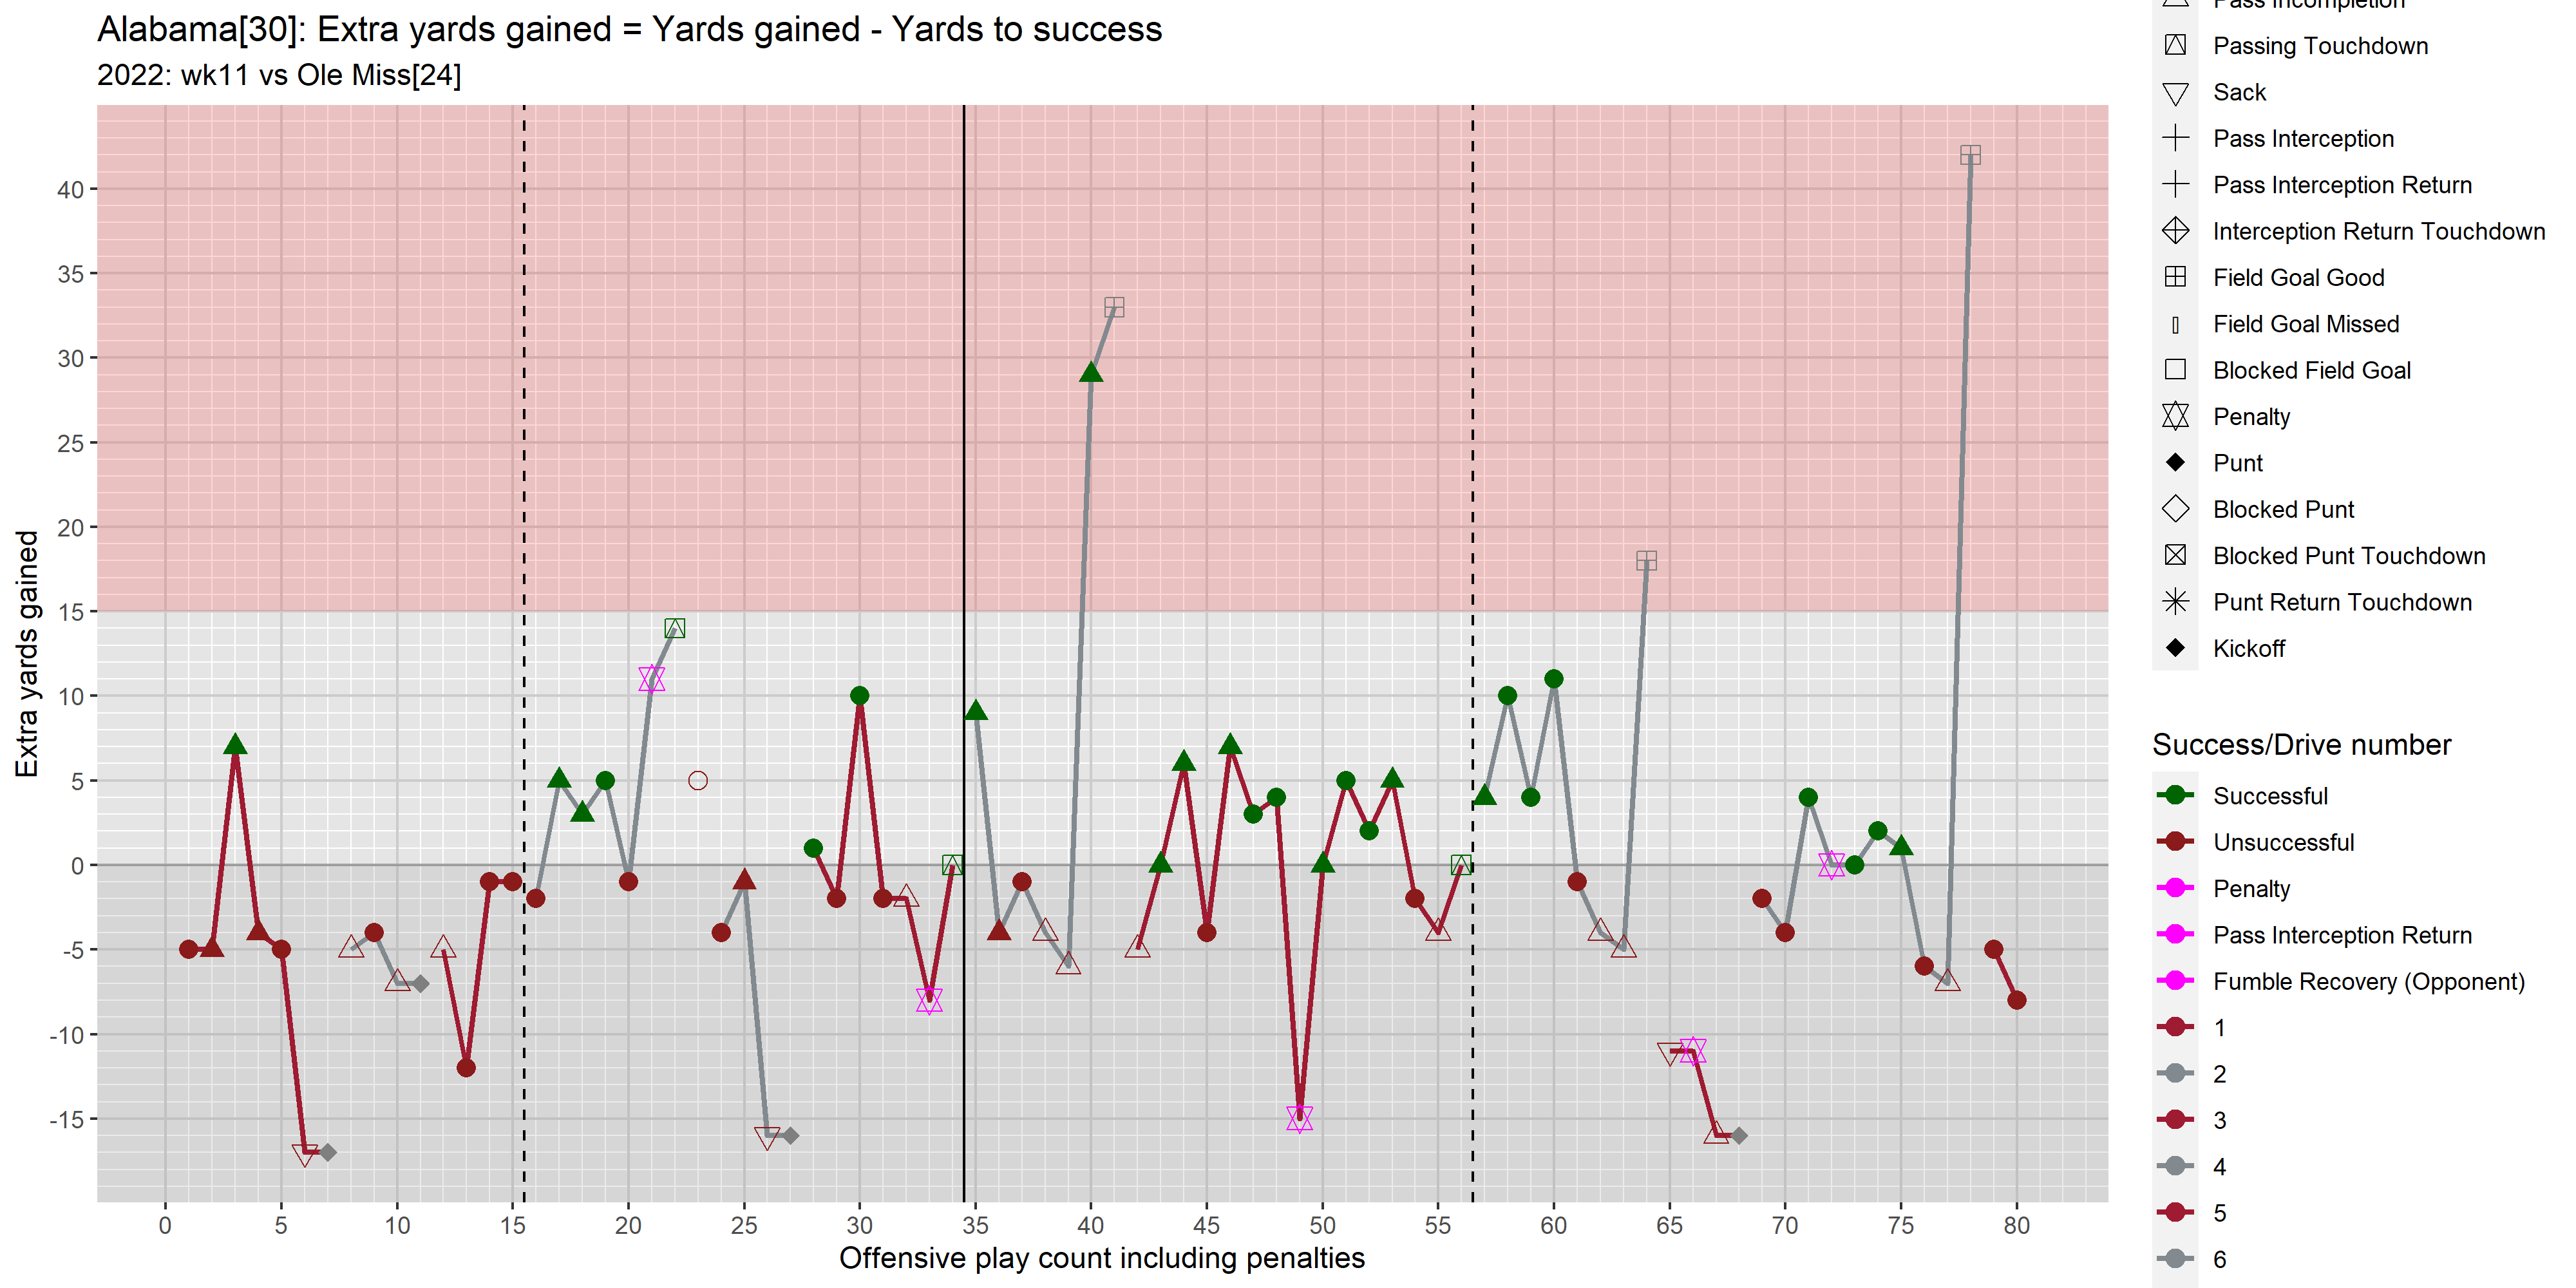 Alabama[30]: Extra yards gained = Yards gained - Yards to success
2022: wk11 vs Ole Miss[24]
Extra yards gained
40
35
30
25
20
15
10
5
0
-5
-10
-15
0 5 10 15 20 25 30 35 40 45 50 55 60 65 70 75 80
Offensive play count including penalties
Pass Incompletion
Passing Touchdown
Sack
Pass Interception
Pass Interception Return
Interception Return Touchdown
Field Goal Good
Field Goal Missed
Blocked Field Goal
Penalty
Punt
Blocked Punt
Blocked Punt Touchdown
Punt Return Touchdown
Kickoff
Success/Drive number
Successful
Unsuccessful
Penalty
Pass Interception Return
Fumble Recovery (Opponent)
1
2
3
4
5
6